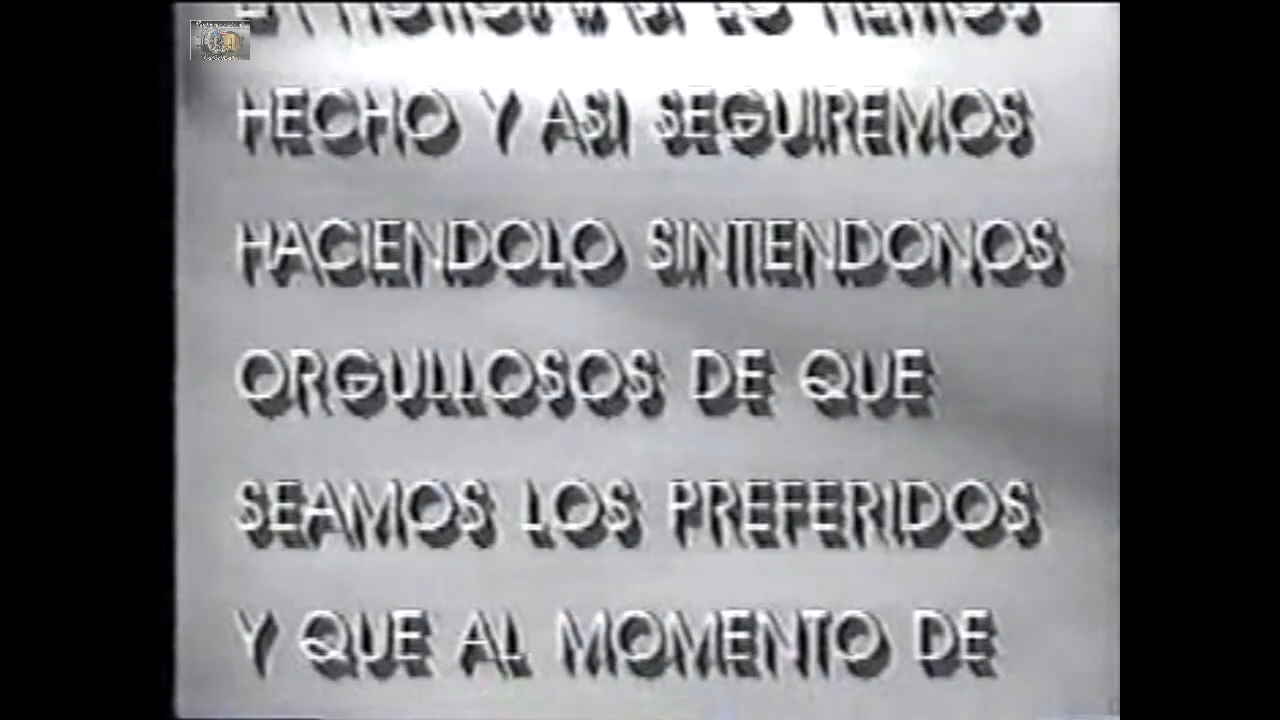 HECHO Y ASI SEGUIREMOS
HACIENDOLO SINTIENDONOS
ORGULLOSOS DE QUE
SEAMOS LOS PREFERIDOS
Y QUE AL MOMENTO DE